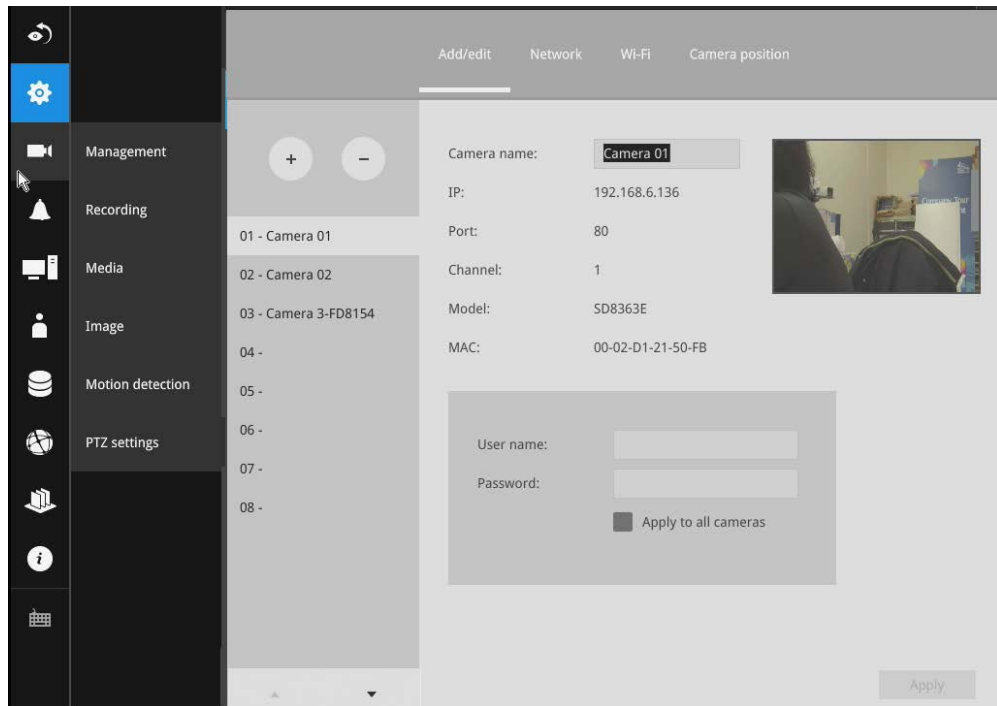 Add/edit Network Wi-Fi Camera position
Management
Recording
Media
Image
Motion detection
PTZ settings
+ −
01 - Camera 01
02 - Camera 02
03 - Camera 3-FD8154
04 -
05 -
06 -
07 -
08 -
Camera name: Camera 01
IP: 192.168.6.136
Port: 80
Channel: 1
Model: SD8363E
MAC: 00-02-D1-21-50-FB
Company Tour
User name:
Password:
Apply to all cameras
Apply